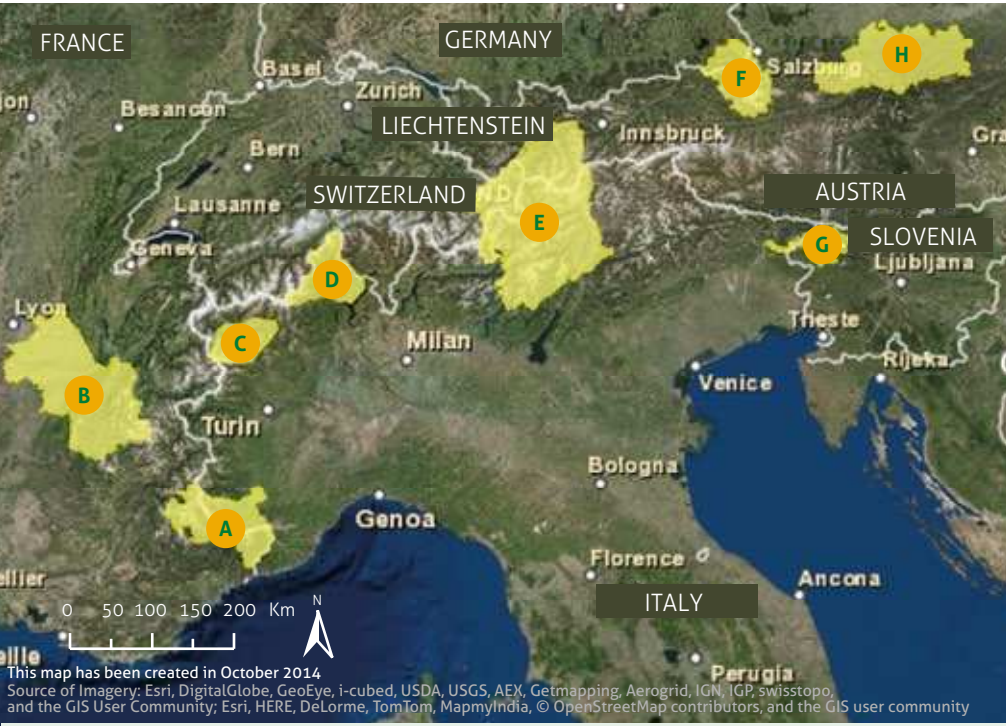 FRANCE
GERMANY
H
F
Salzburg
Basel
Zurich
Besancon
LIECHTENSTEIN
Innsbruck
Bern
SWITZERLAND
AUSTRIA
Lausanne
E
G
SLOVENIA
Geneva
Ljubljana
D
Lyon
Trieste
C
Milan
Rijeka
Venice
B
Turin
Bologna
Genoa
A
Florence
Ancona
ITALY
0 50 100 150 200 Km
N
Perugia
This map has been created in October 2014
Source of Imagery: Esri, DigitalGlobe, GeoEye, i-cubed, USDA, USGS, AEX, Getmapping, Aerogrid, IGN, IGP, swisstopo,
and the GIS User Community; Esri, HERE, DeLorme, TomTom, MapmyIndia, © OpenStreetMap contributors, and the GIS user community